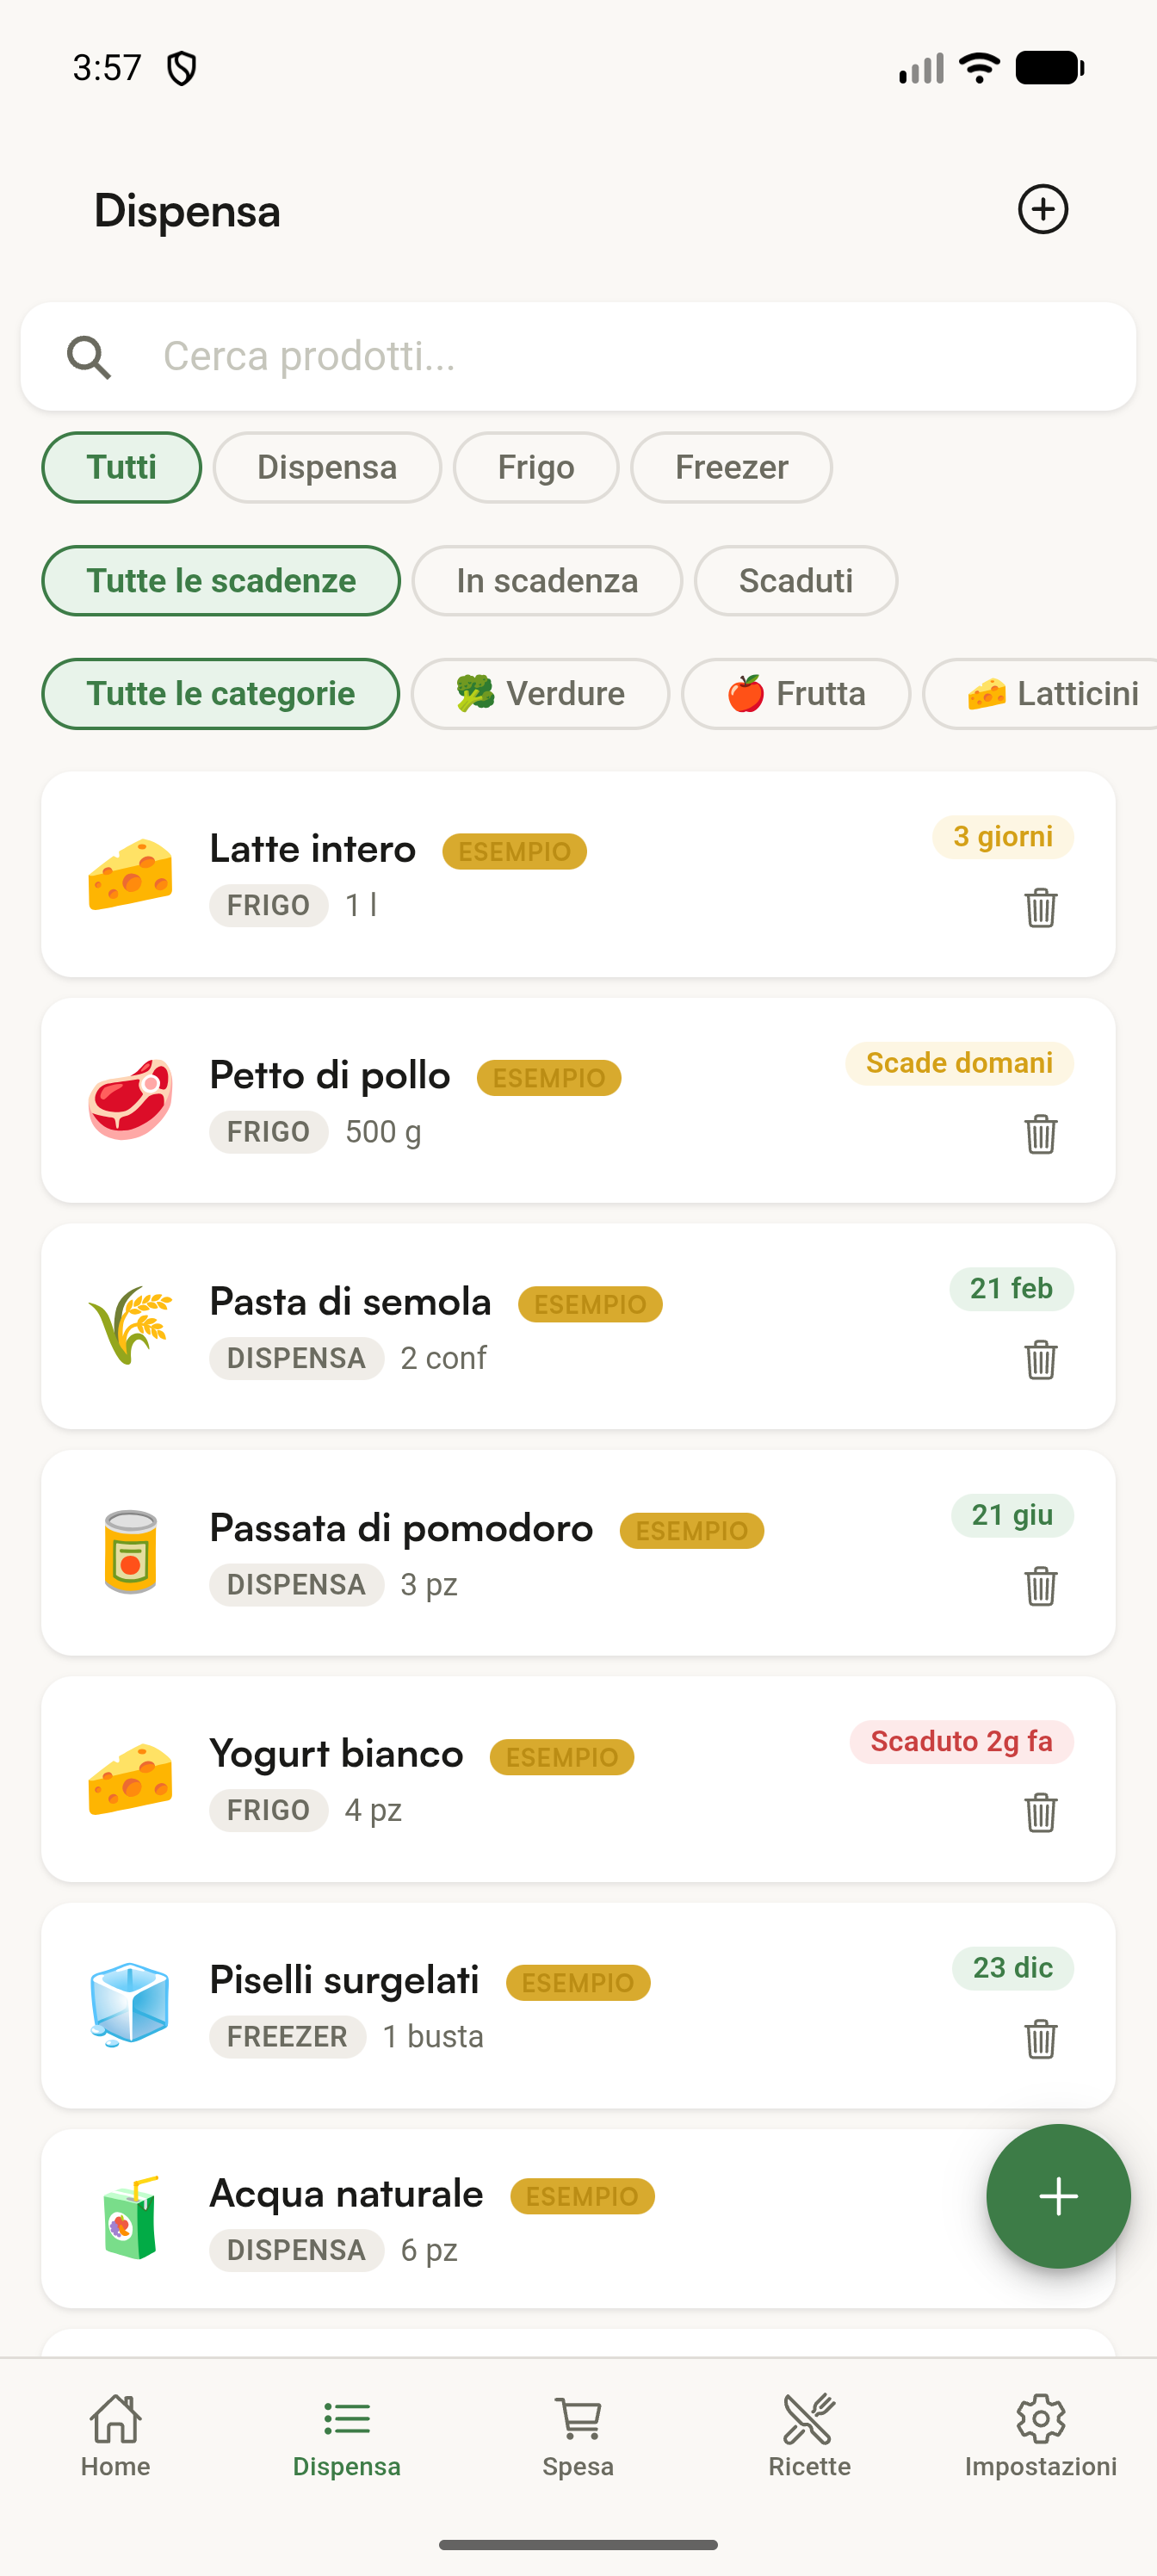 3:57
Dispensa
Cerca prodotti...
Tutti Dispensa Frigo Freezer
Tutte le scadenze In scadenza Scaduti
Tutte le categorie Verdure Frutta Latticini
Latte intero ESEMPIO 3 giorni
FRIGO 1 l
Petto di pollo ESEMPIO Scade domani
FRIGO 500 g
Pasta di semola ESEMPIO 21 feb
DISPENSA 2 conf
Passata di pomodoro ESEMPIO 21 giu
DISPENSA 3 pz
Yogurt bianco ESEMPIO Scaduto 2g fa
FRIGO 4 pz
Piselli surgelati ESEMPIO 23 dic
FREEZER 1 busta
Acqua naturale ESEMPIO
DISPENSA 6 pz
Home Dispensa Spesa Ricette Impostazioni